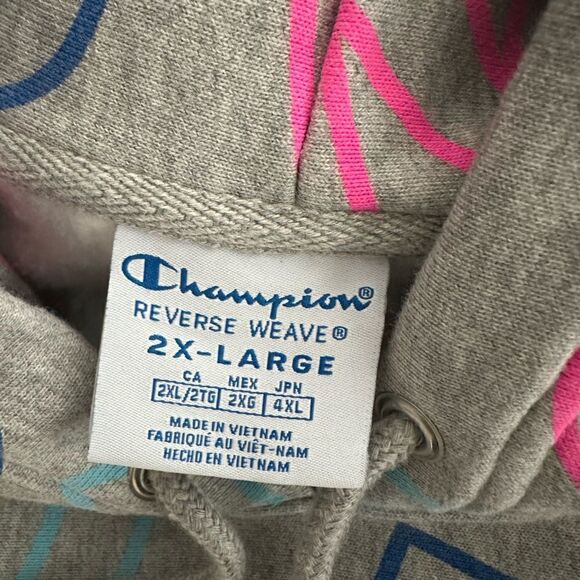 Champion®
REVERSE WEAVE®
2X-LARGE
CA MEX JPN
2XL/2TG 2XG 4XL
MADE IN VIETNAM
FABRIQUÉ AU VIÊT-NAM
HECHO EN VIETNAM